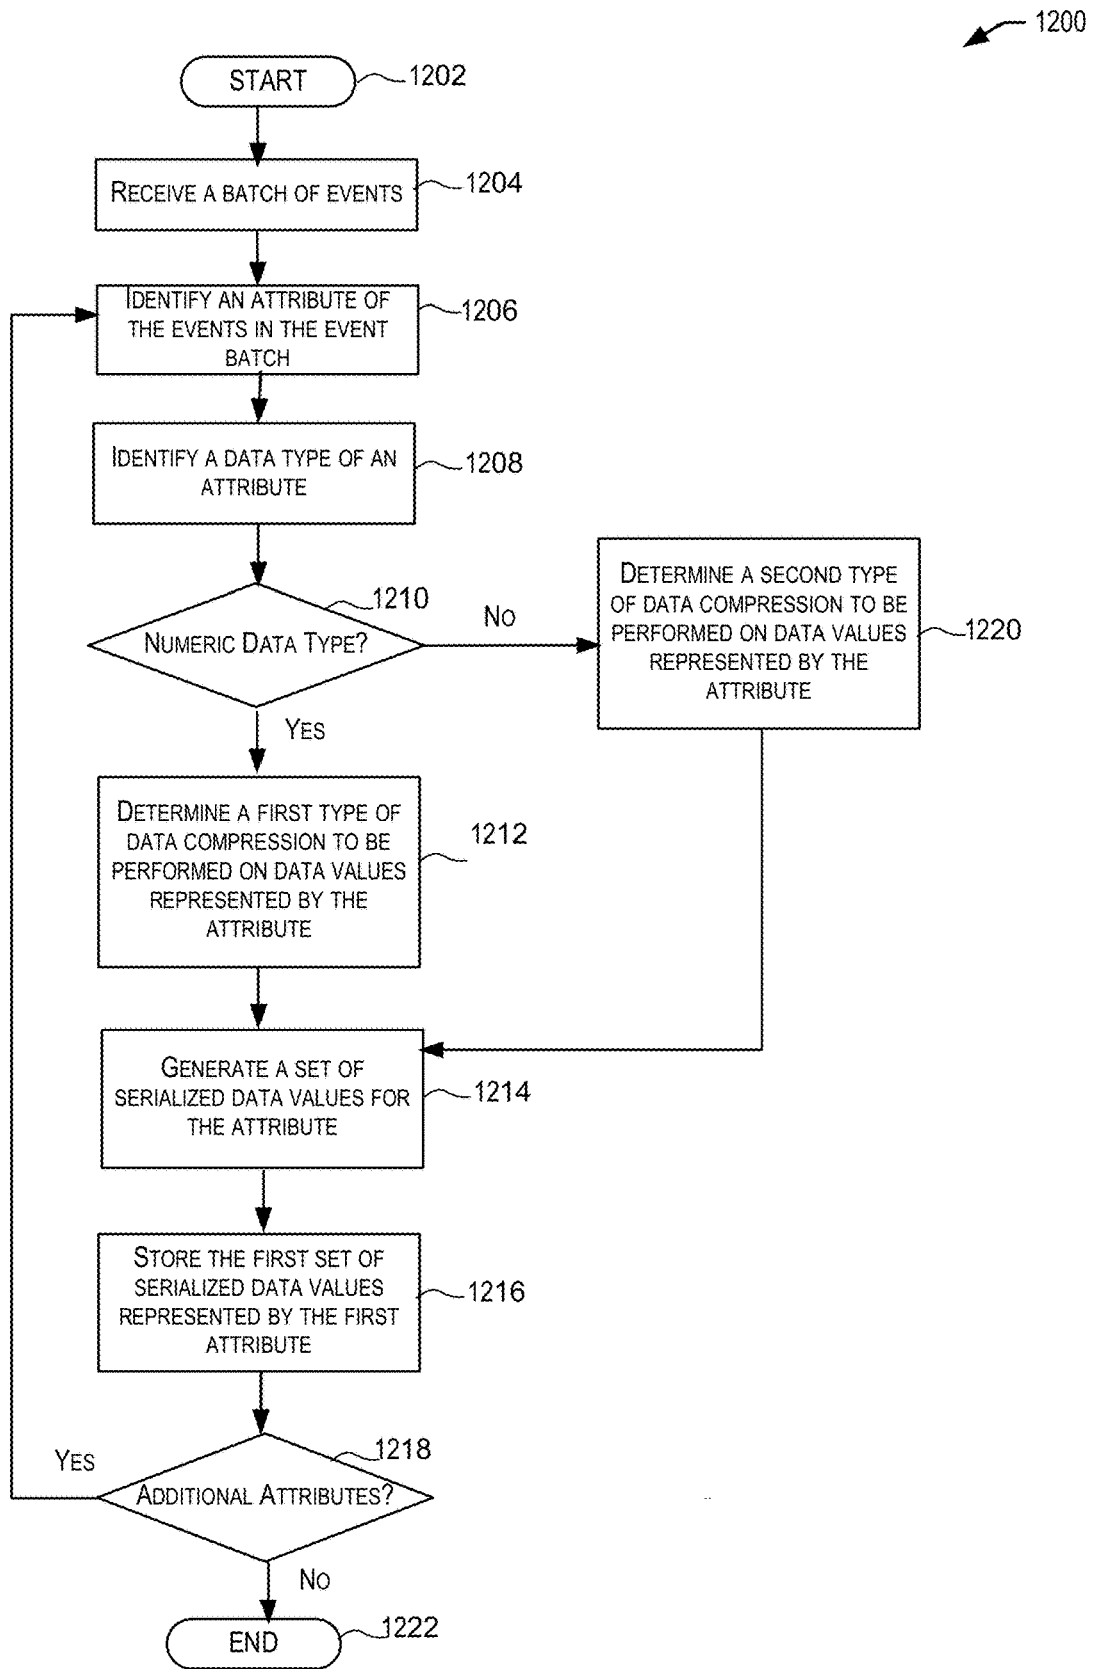 1200
START
1202
RECEIVE A BATCH OF EVENTS
1204
IDENTIFY AN ATTRIBUTE OF
THE EVENTS IN THE EVENT
BATCH
1206
IDENTIFY A DATA TYPE OF AN
ATTRIBUTE
1208
NUMERIC DATA TYPE?
1210
NO
DETERMINE A SECOND TYPE
OF DATA COMPRESSION TO BE
PERFORMED ON DATA VALUES
REPRESENTED BY THE
ATTRIBUTE
1220
YES
DETERMINE A FIRST TYPE OF
DATA COMPRESSION TO BE
PERFORMED ON DATA VALUES
REPRESENTED BY THE
ATTRIBUTE
1212
GENERATE A SET OF
SERIALIZED DATA VALUES FOR
THE ATTRIBUTE
1214
STORE THE FIRST SET OF
SERIALIZED DATA VALUES
REPRESENTED BY THE FIRST
ATTRIBUTE
1216
YES
ADDITIONAL ATTRIBUTES?
1218
NO
END
1222